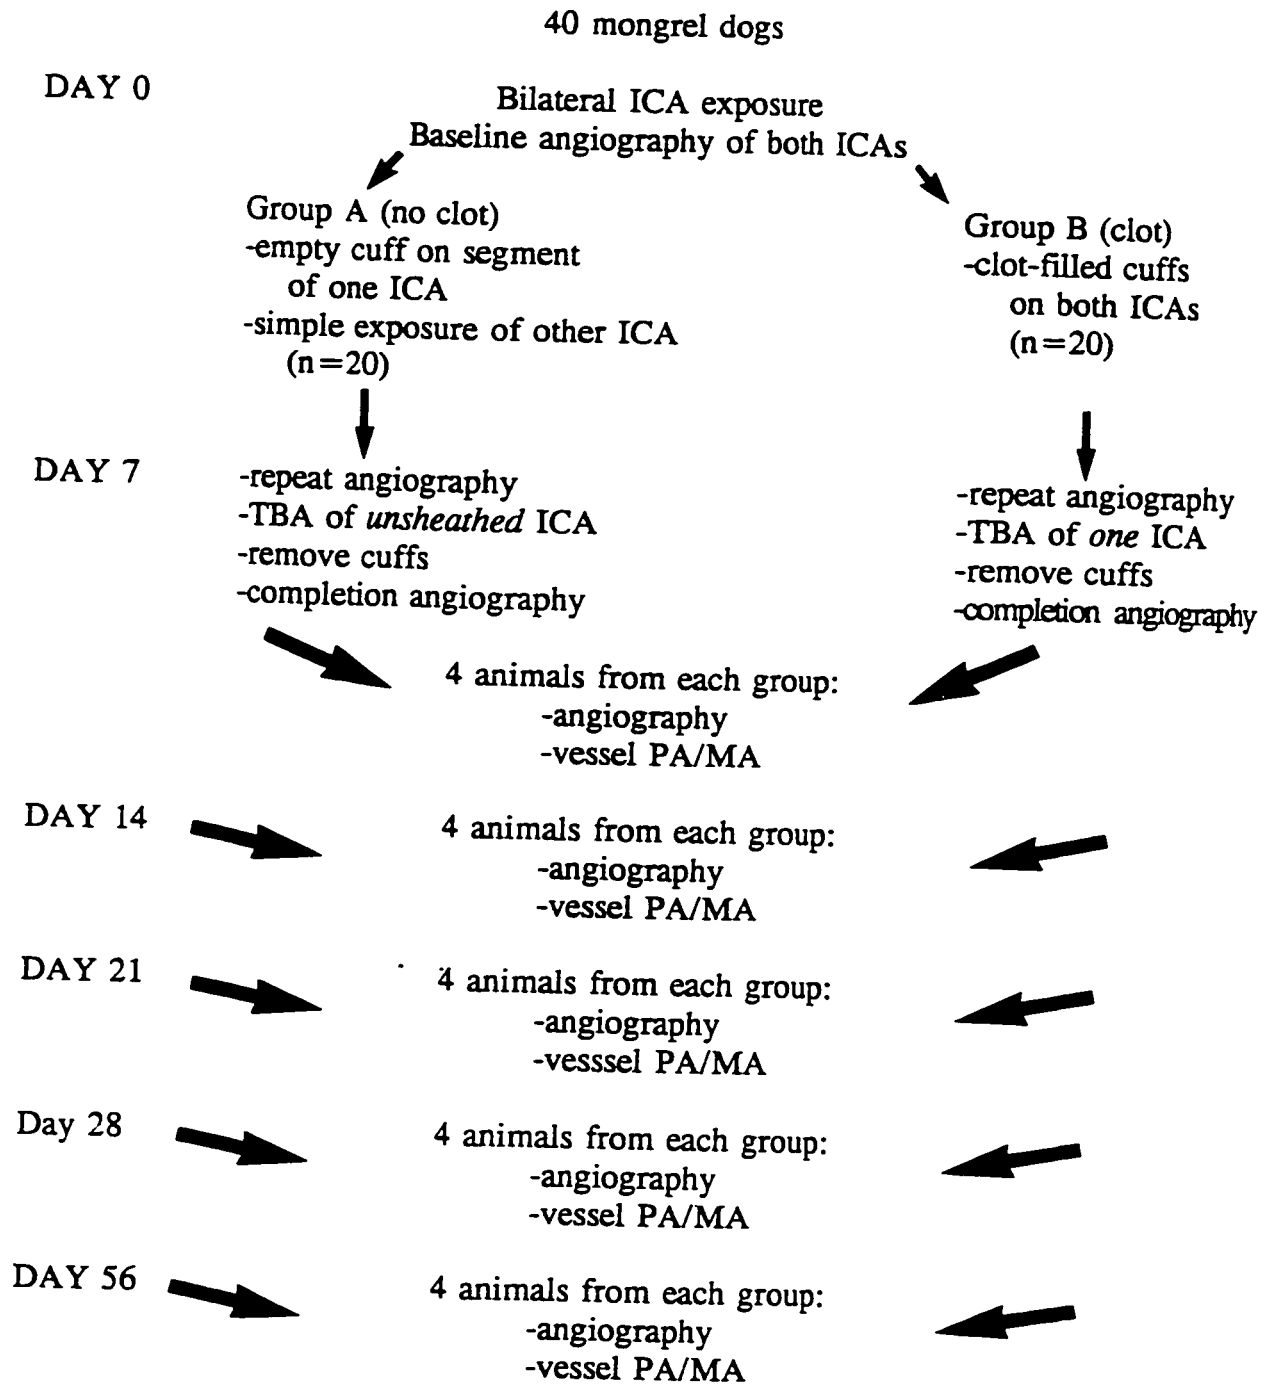 40 mongrel dogs
DAY 0
Bilateral ICA exposure
Baseline angiography of both ICAs
Group A (no clot)
-empty cuff on segment
of one ICA
-simple exposure of other ICA
(n=20)
Group B (clot)
-clot-filled cuffs
on both ICAs
(n=20)
DAY 7
-repeat angiography
-TBA of unsheathed ICA
-remove cuffs
-completion angiography
-repeat angiography
-TBA of one ICA
-remove cuffs
-completion angiography
4 animals from each group:
-angiography
-vessel PA/MA
DAY 14
4 animals from each group:
-angiography
-vessel PA/MA
DAY 21
4 animals from each group:
-angiography
-vesssel PA/MA
Day 28
4 animals from each group:
-angiography
-vessel PA/MA
DAY 56
4 animals from each group:
-angiography
-vessel PA/MA